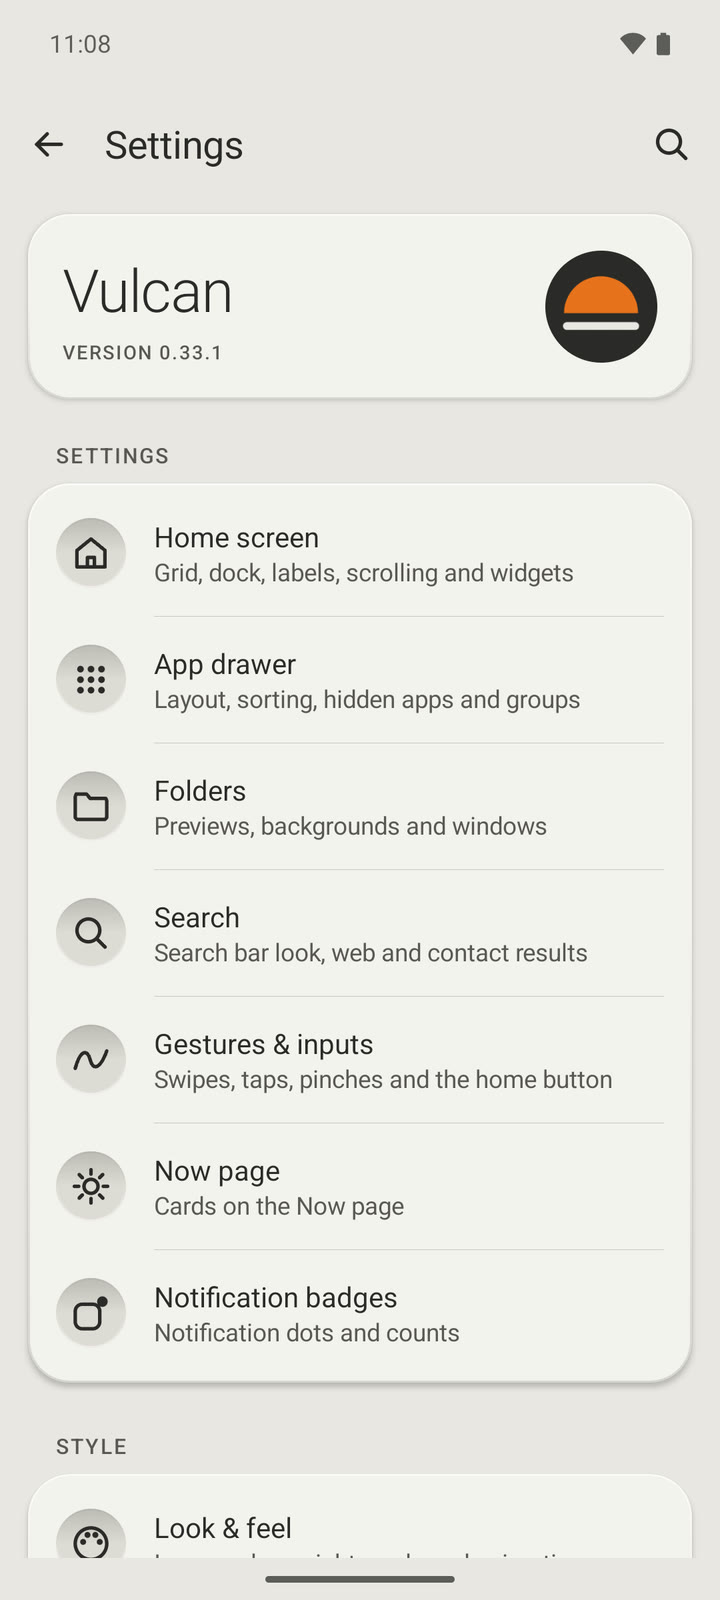 11:08
Settings
Vulcan
VERSION 0.33.1
SETTINGS
Home screen
Grid, dock, labels, scrolling and widgets
App drawer
Layout, sorting, hidden apps and groups
Folders
Previews, backgrounds and windows
Search
Search bar look, web and contact results
Gestures & inputs
Swipes, taps, pinches and the home button
Now page
Cards on the Now page
Notification badges
Notification dots and counts
STYLE
Look & feel